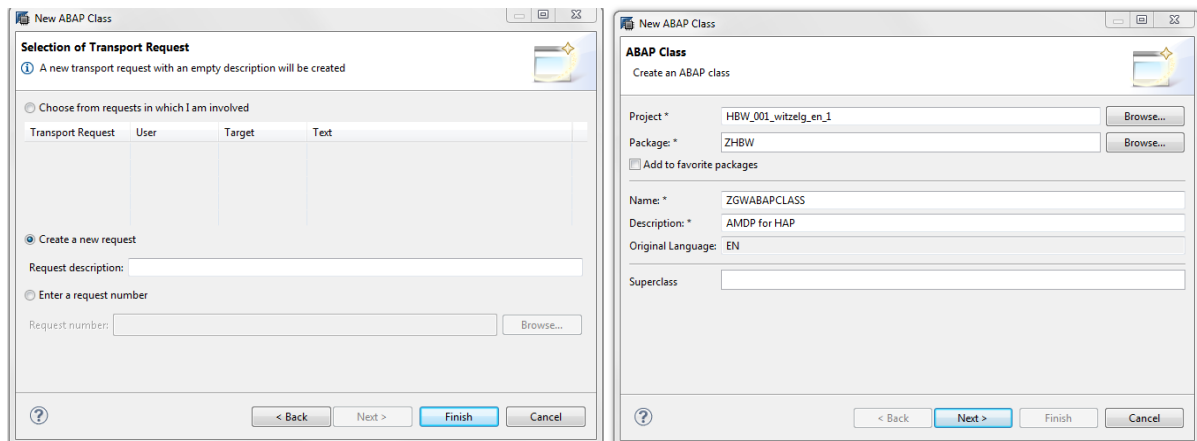 New ABAP Class
Selection of Transport Request
A new transport request with an empty description will be created
Choose from requests in which I am involved
Transport Request User Target Text
Create a new request
Request description:
Enter a request number
Request number: Browse...
< Back Next > Finish Cancel
New ABAP Class
ABAP Class
Create an ABAP class
Project * HBW_001_witzelg_en_1 Browse...
Package: * ZHBW Browse...
Add to favorite packages
Name: * ZGWABAPCLASS
Description: * AMDP for HAP
Original Language: EN
Superclass
< Back Next > Finish Cancel